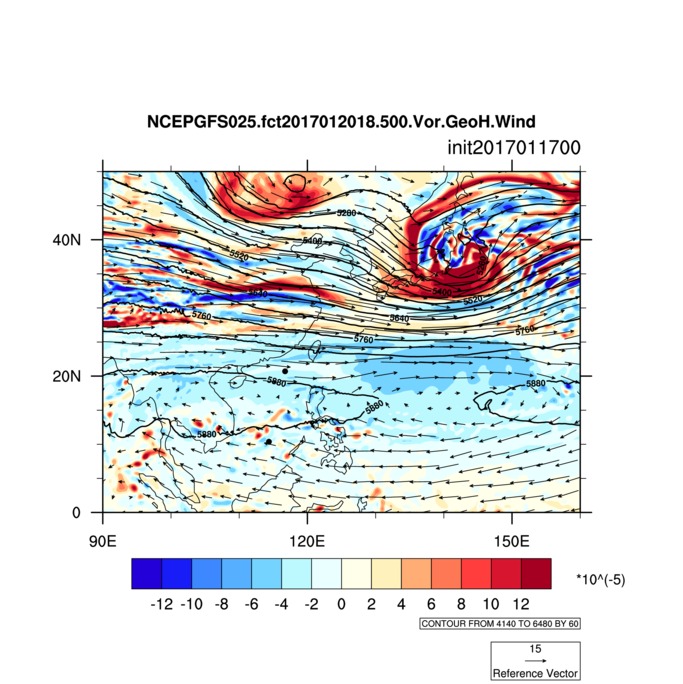 NCEPGFS025.fct2017012018.500.Vor.GeoH.Wind
init2017011700
40N
20N
0
90E 120E 150E
5280
5400
5520
5640
5760
5760
5880
5880
5880
5880
5400
5520
5640
5760
-12 -10 -8 -6 -4 -2 0 2 4 6 8 10 12
*10^(-5)
CONTOUR FROM 4140 TO 6480 BY 60
15
Reference Vector